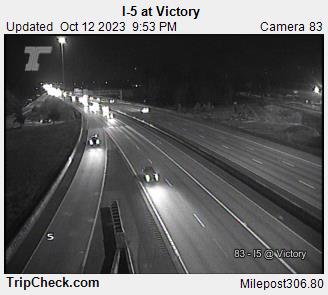 I-5 at Victory
Updated Oct 12 2023 9:53 PM Camera 83
T
S
83 - I5 @ Victory
TripCheck.com Milepost306.80